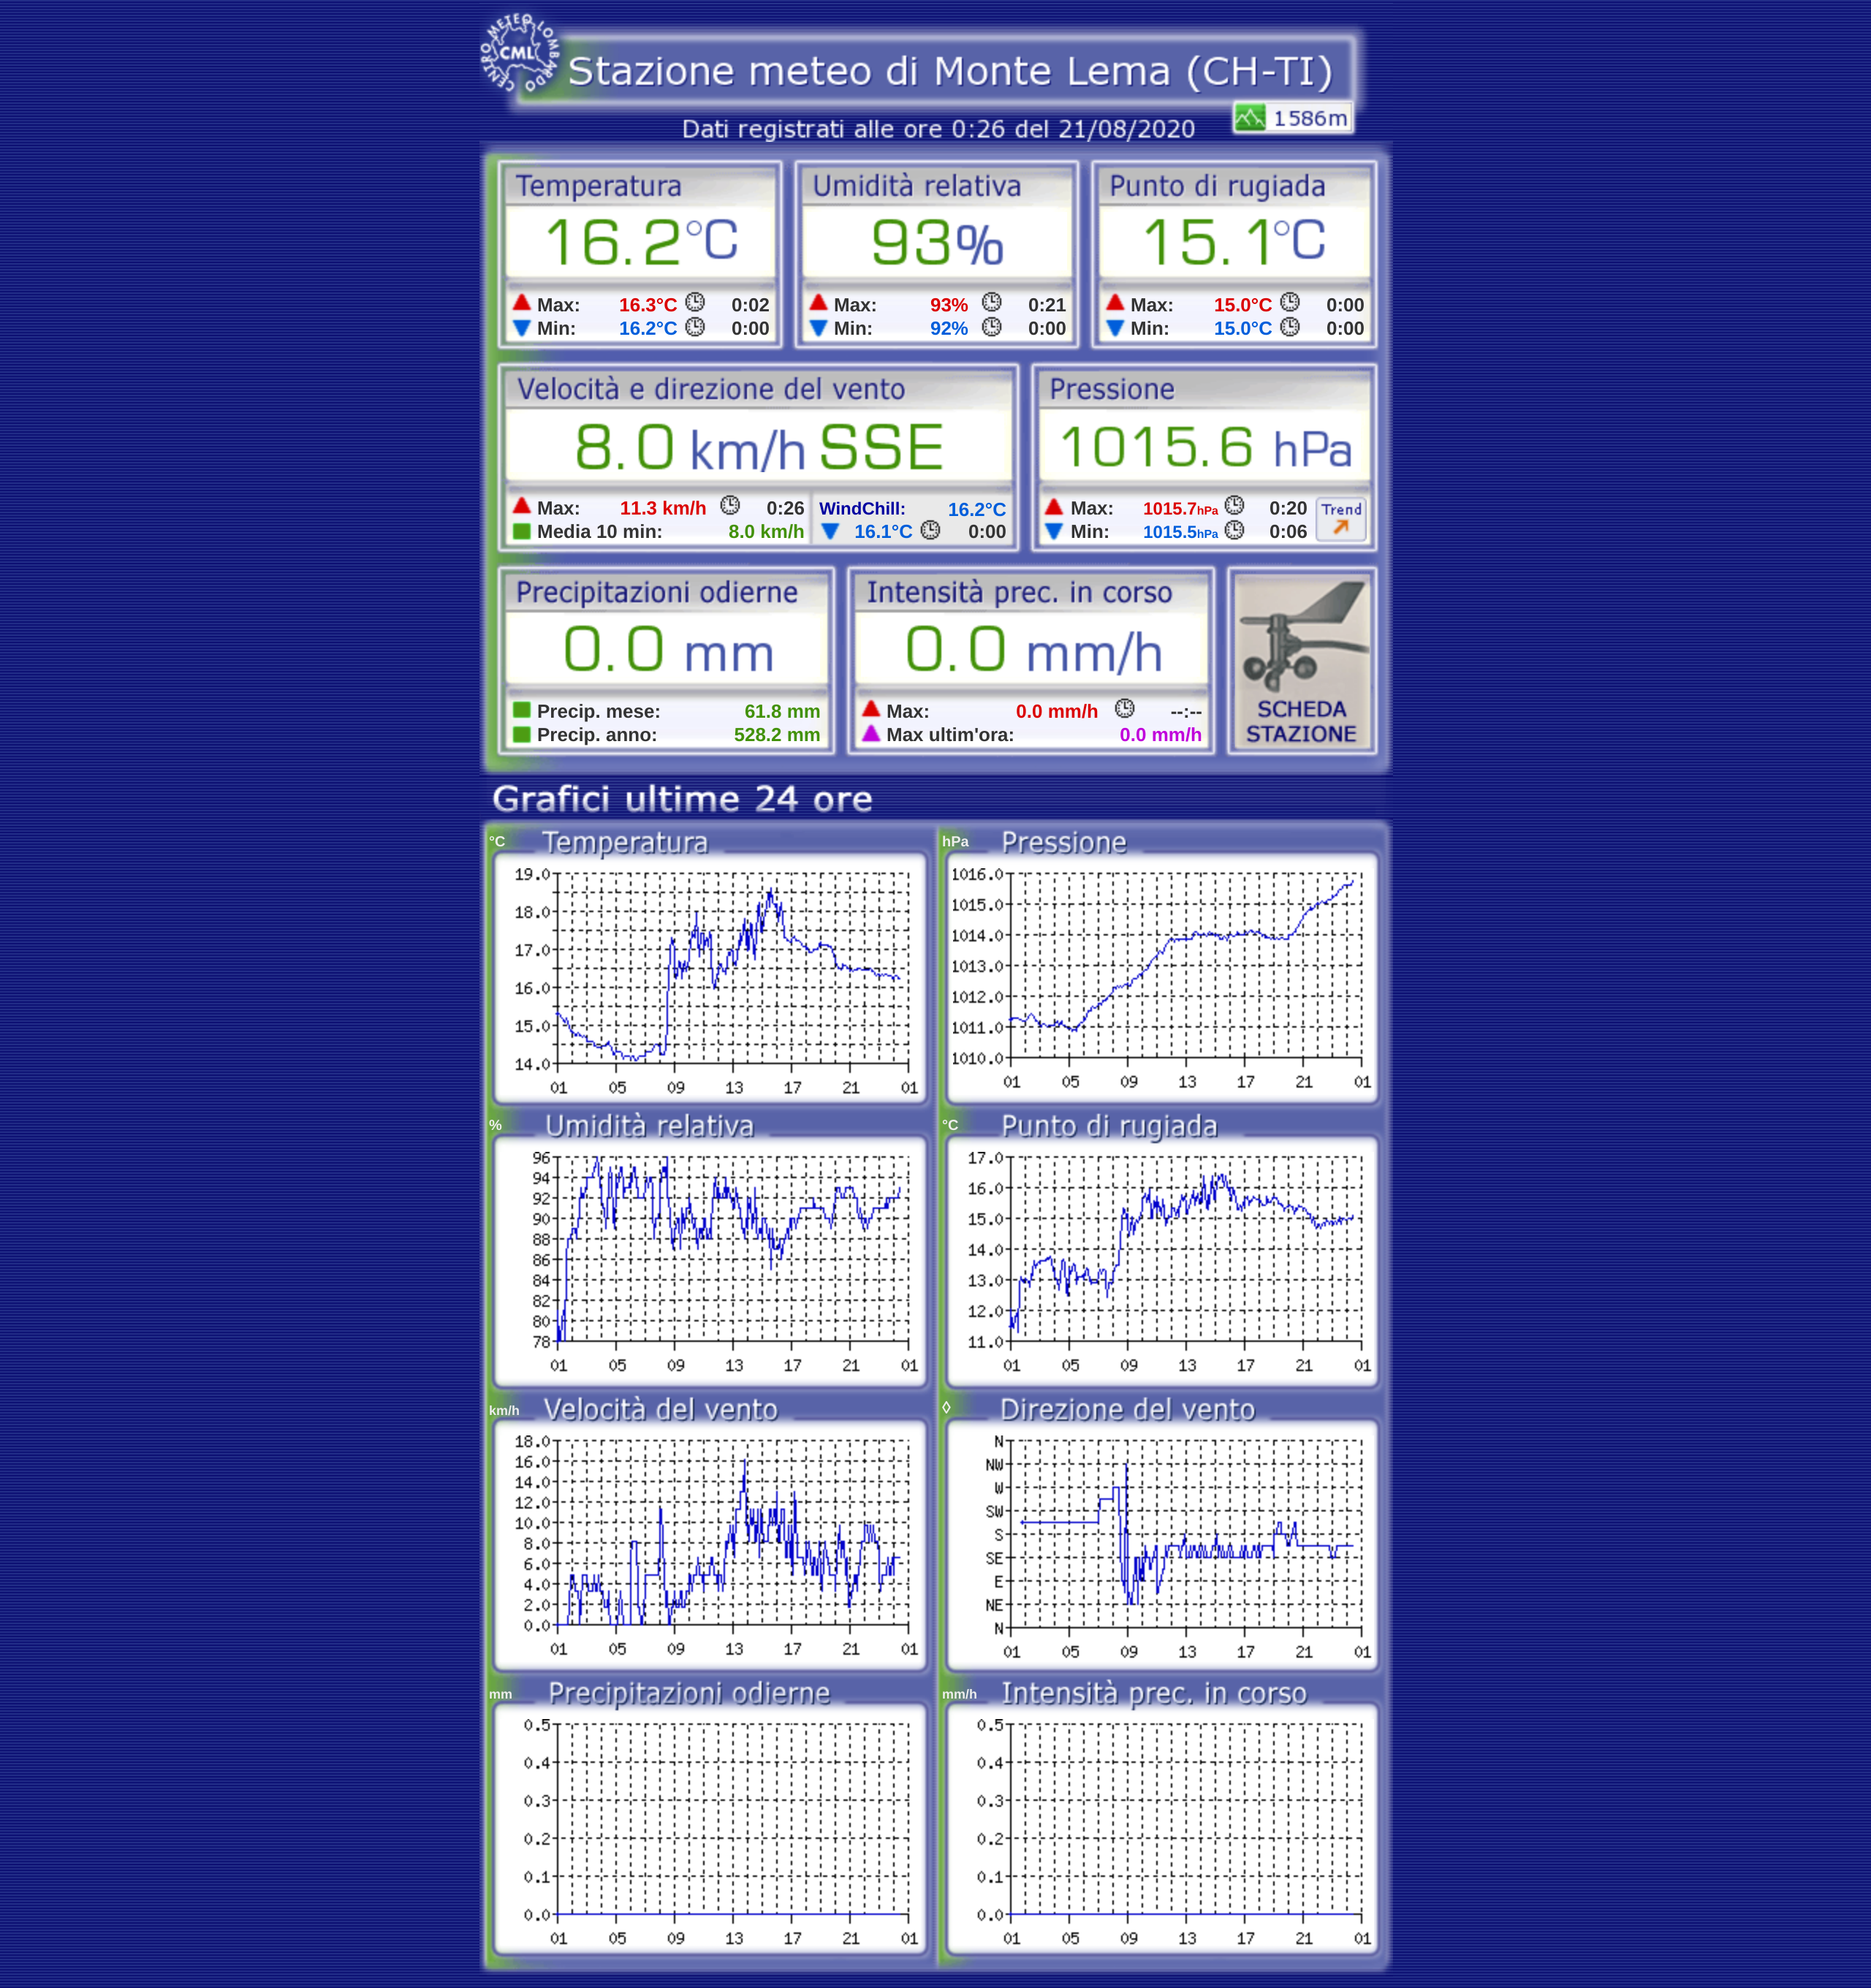 CENTRO METEO LOMBARDO
CML
Stazione meteo di Monte Lema (CH-TI)
1586m
Dati registrati alle ore 0:26 del 21/08/2020
Temperatura Umidità relativa Punto di rugiada
16.2°C 93% 15.1°C
Max: 16.3°C 0:02 Max: 93% 0:21 Max: 15.0°C 0:00
Min: 16.2°C 0:00 Min: 92% 0:00 Min: 15.0°C 0:00
Velocità e direzione del vento Pressione
8.0 km/h SSE 1015.6 hPa
Max: 11.3 km/h 0:26 WindChill: 16.2°C Max: 1015.7hPa 0:20 Trend
Media 10 min: 8.0 km/h 16.1°C 0:00 Min: 1015.5hPa 0:06
Precipitazioni odierne Intensità prec. in corso
0.0 mm 0.0 mm/h
Precip. mese: 61.8 mm Max: 0.0 mm/h --:-- SCHEDA
Precip. anno: 528.2 mm Max ultim'ora: 0.0 mm/h STAZIONE
Grafici ultime 24 ore
°C Temperatura
19.0
18.0
17.0
16.0
15.0
14.0
01 05 09 13 17 21 01
hPa Pressione
1016.0
1015.0
1014.0
1013.0
1012.0
1011.0
1010.0
01 05 09 13 17 21 01
% Umidità relativa
96
94
92
90
88
86
84
82
80
78
01 05 09 13 17 21 01
°C Punto di rugiada
17.0
16.0
15.0
14.0
13.0
12.0
11.0
01 05 09 13 17 21 01
km/h Velocità del vento
18.0
16.0
14.0
12.0
10.0
8.0
6.0
4.0
2.0
0.0
01 05 09 13 17 21 01
◊ Direzione del vento
N
NW
W
SW
S
SE
E
NE
N
01 05 09 13 17 21 01
mm Precipitazioni odierne
0.5
0.4
0.3
0.2
0.1
0.0
01 05 09 13 17 21 01
mm/h Intensità prec. in corso
0.5
0.4
0.3
0.2
0.1
0.0
01 05 09 13 17 21 01